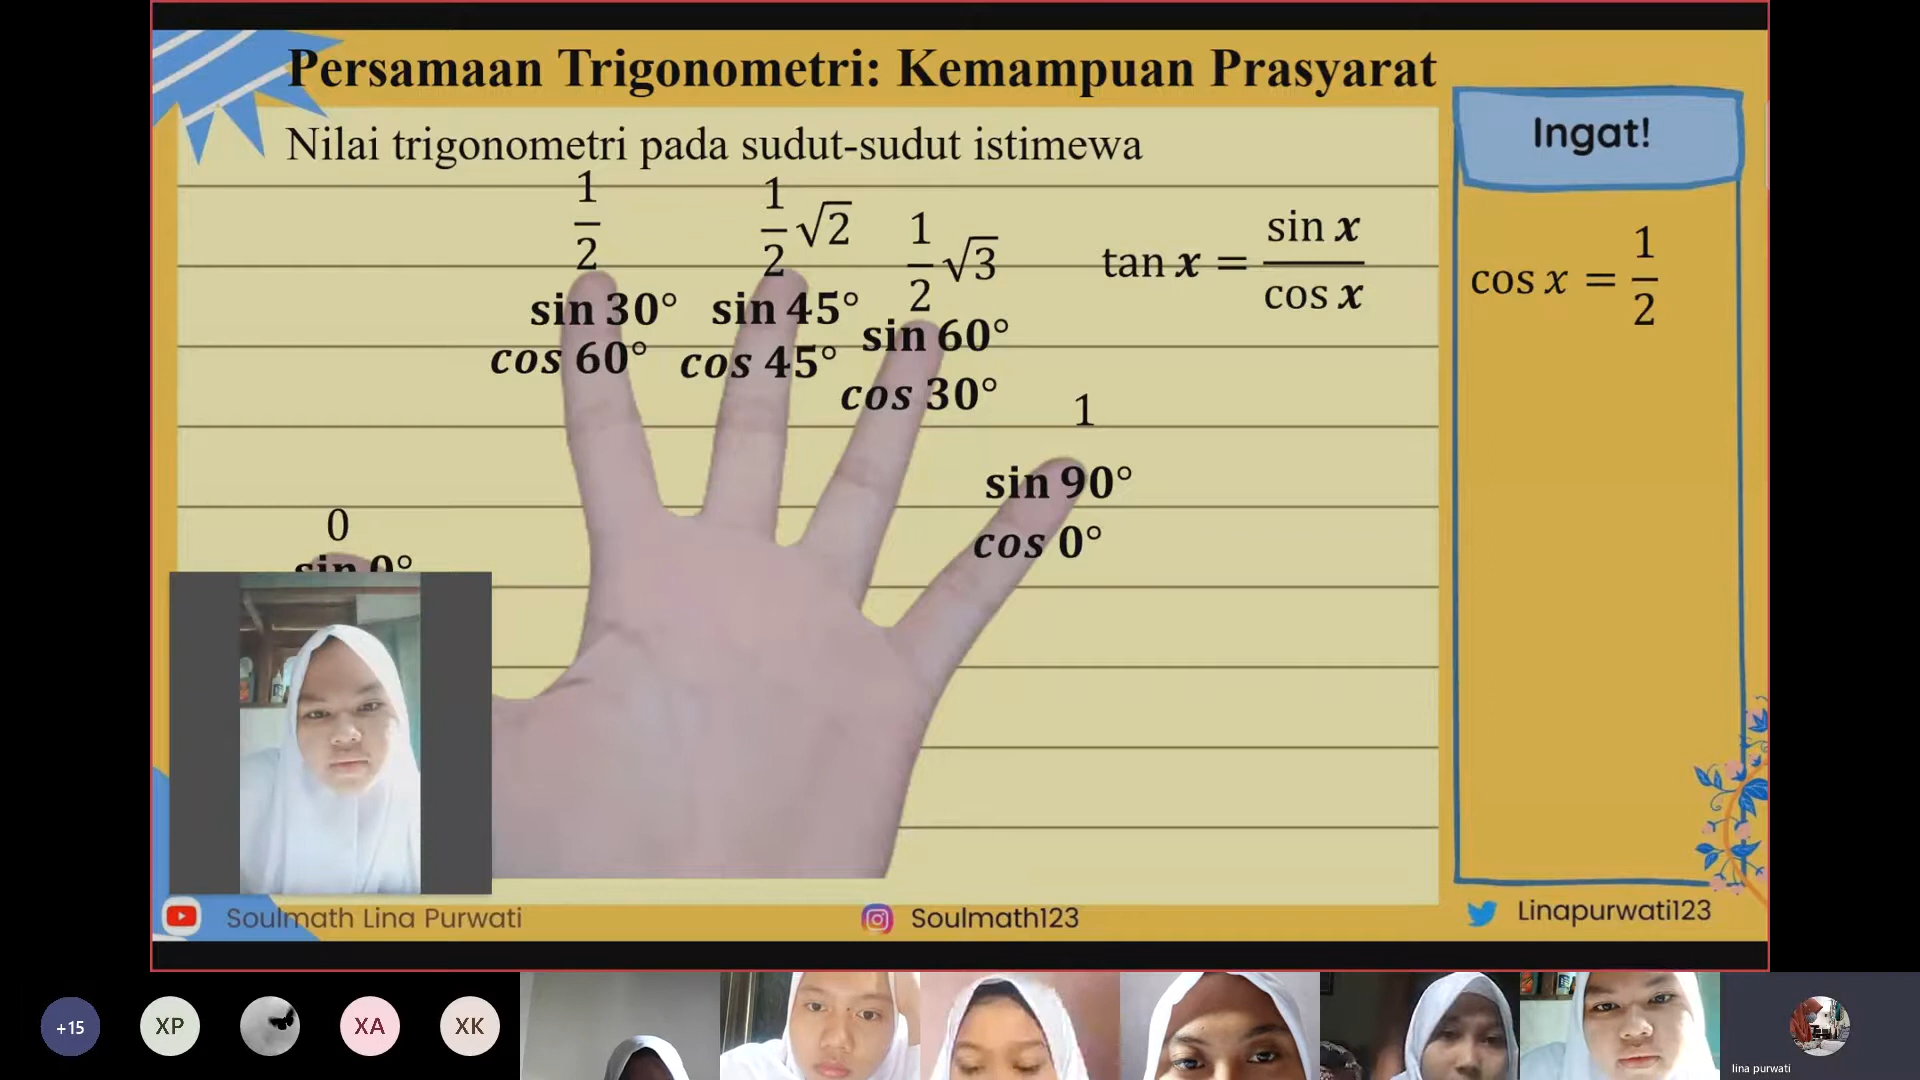 Persamaan Trigonometri: Kemampuan Prasyarat
Nilai trigonometri pada sudut-sudut istimewa
1/2
sin 30°
cos 60°
1/2 √2
sin 45°
cos 45°
1/2 √3
sin 60°
cos 30°
1
sin 90°
cos 0°
0
sin 0°
tan x = sin x / cos x
Ingat!
cos x = 1/2
Soulmath Lina Purwati
Soulmath123
Linapurwati123
+15
XP
XA
XK
lina purwati